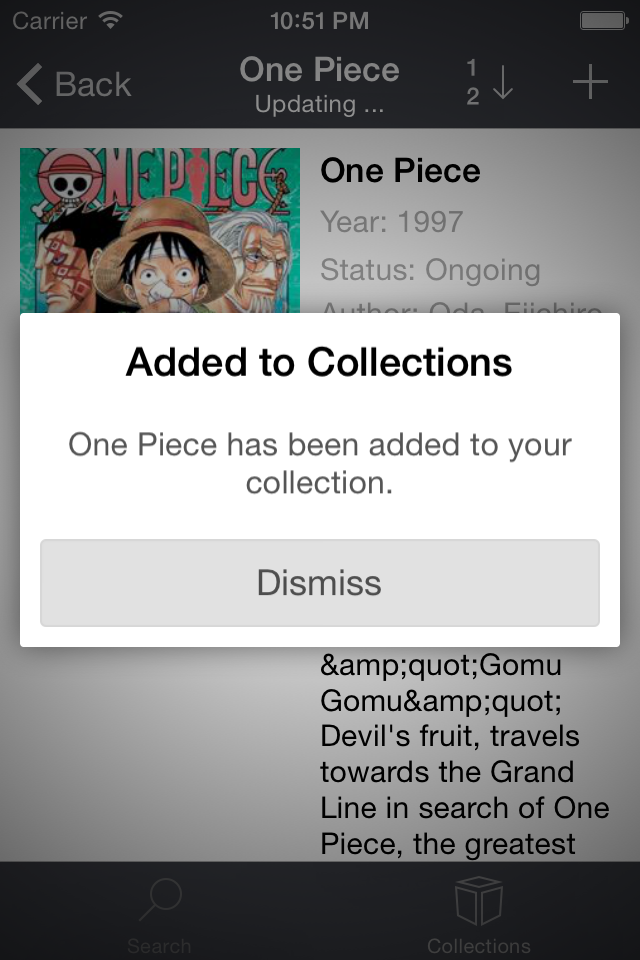 Carrier 10:51 PM
Back One Piece 1 2
Updating ...
ONE PIECE
One Piece
Year: 1997
Status: Ongoing
Author: Oda, Eiichiro
Added to Collections
One Piece has been added to your
collection.
Dismiss
&amp;quot;Gomu
Gomu&amp;quot;
Devil's fruit, travels
towards the Grand
Line in search of One
Piece, the greatest
Search Collections